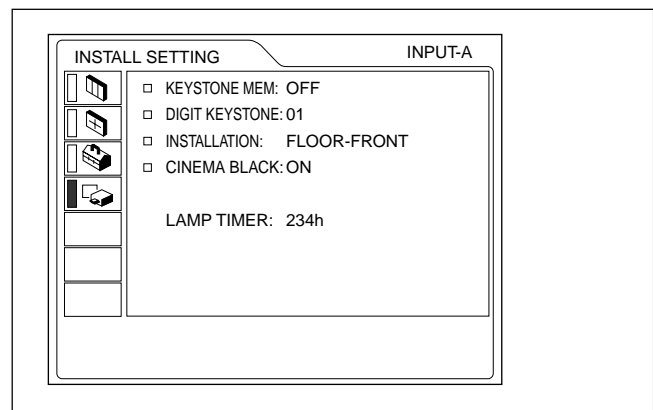 INSTALL SETTING INPUT-A
KEYSTONE MEM: OFF
DIGIT KEYSTONE: 01
INSTALLATION: FLOOR-FRONT
CINEMA BLACK: ON
LAMP TIMER: 234h